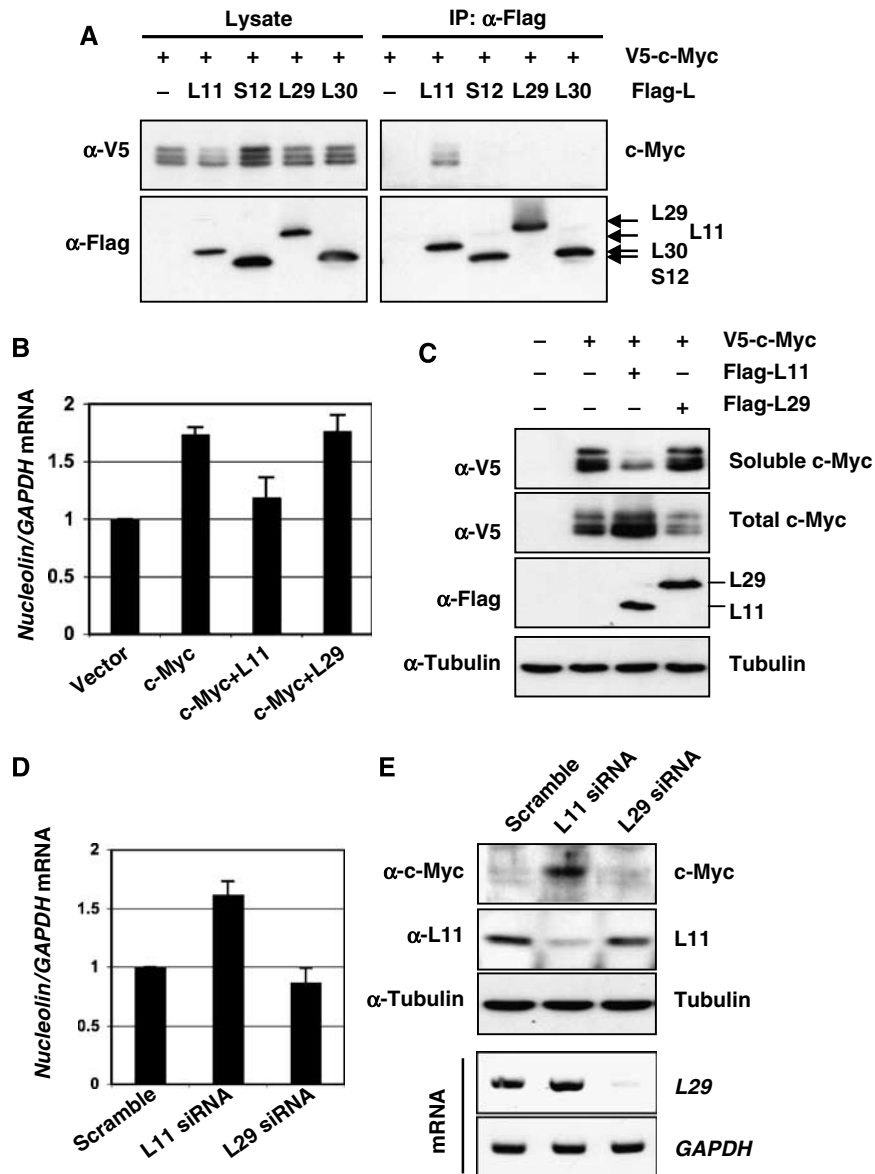 A
Lysate IP: α-Flag
+ + + + + + + + + + V5-c-Myc
– L11 S12 L29 L30 – L11 S12 L29 L30 Flag-L
α-V5 c-Myc
α-Flag
L29
L11
L30
S12
B
Nucleolin/GAPDH mRNA
2
1.5
1
0.5
0
Vector c-Myc c-Myc+L11 c-Myc+L29
C
– + + + V5-c-Myc
– – + – Flag-L11
– – – + Flag-L29
α-V5 Soluble c-Myc
α-V5 Total c-Myc
α-Flag L29
L11
α-Tubulin Tubulin
D
Nucleolin/GAPDH mRNA
2
1.5
1
0.5
0
Scramble L11 siRNA L29 siRNA
E
Scramble L11 siRNA L29 siRNA
α-c-Myc c-Myc
α-L11 L11
α-Tubulin Tubulin
mRNA
L29
GAPDH